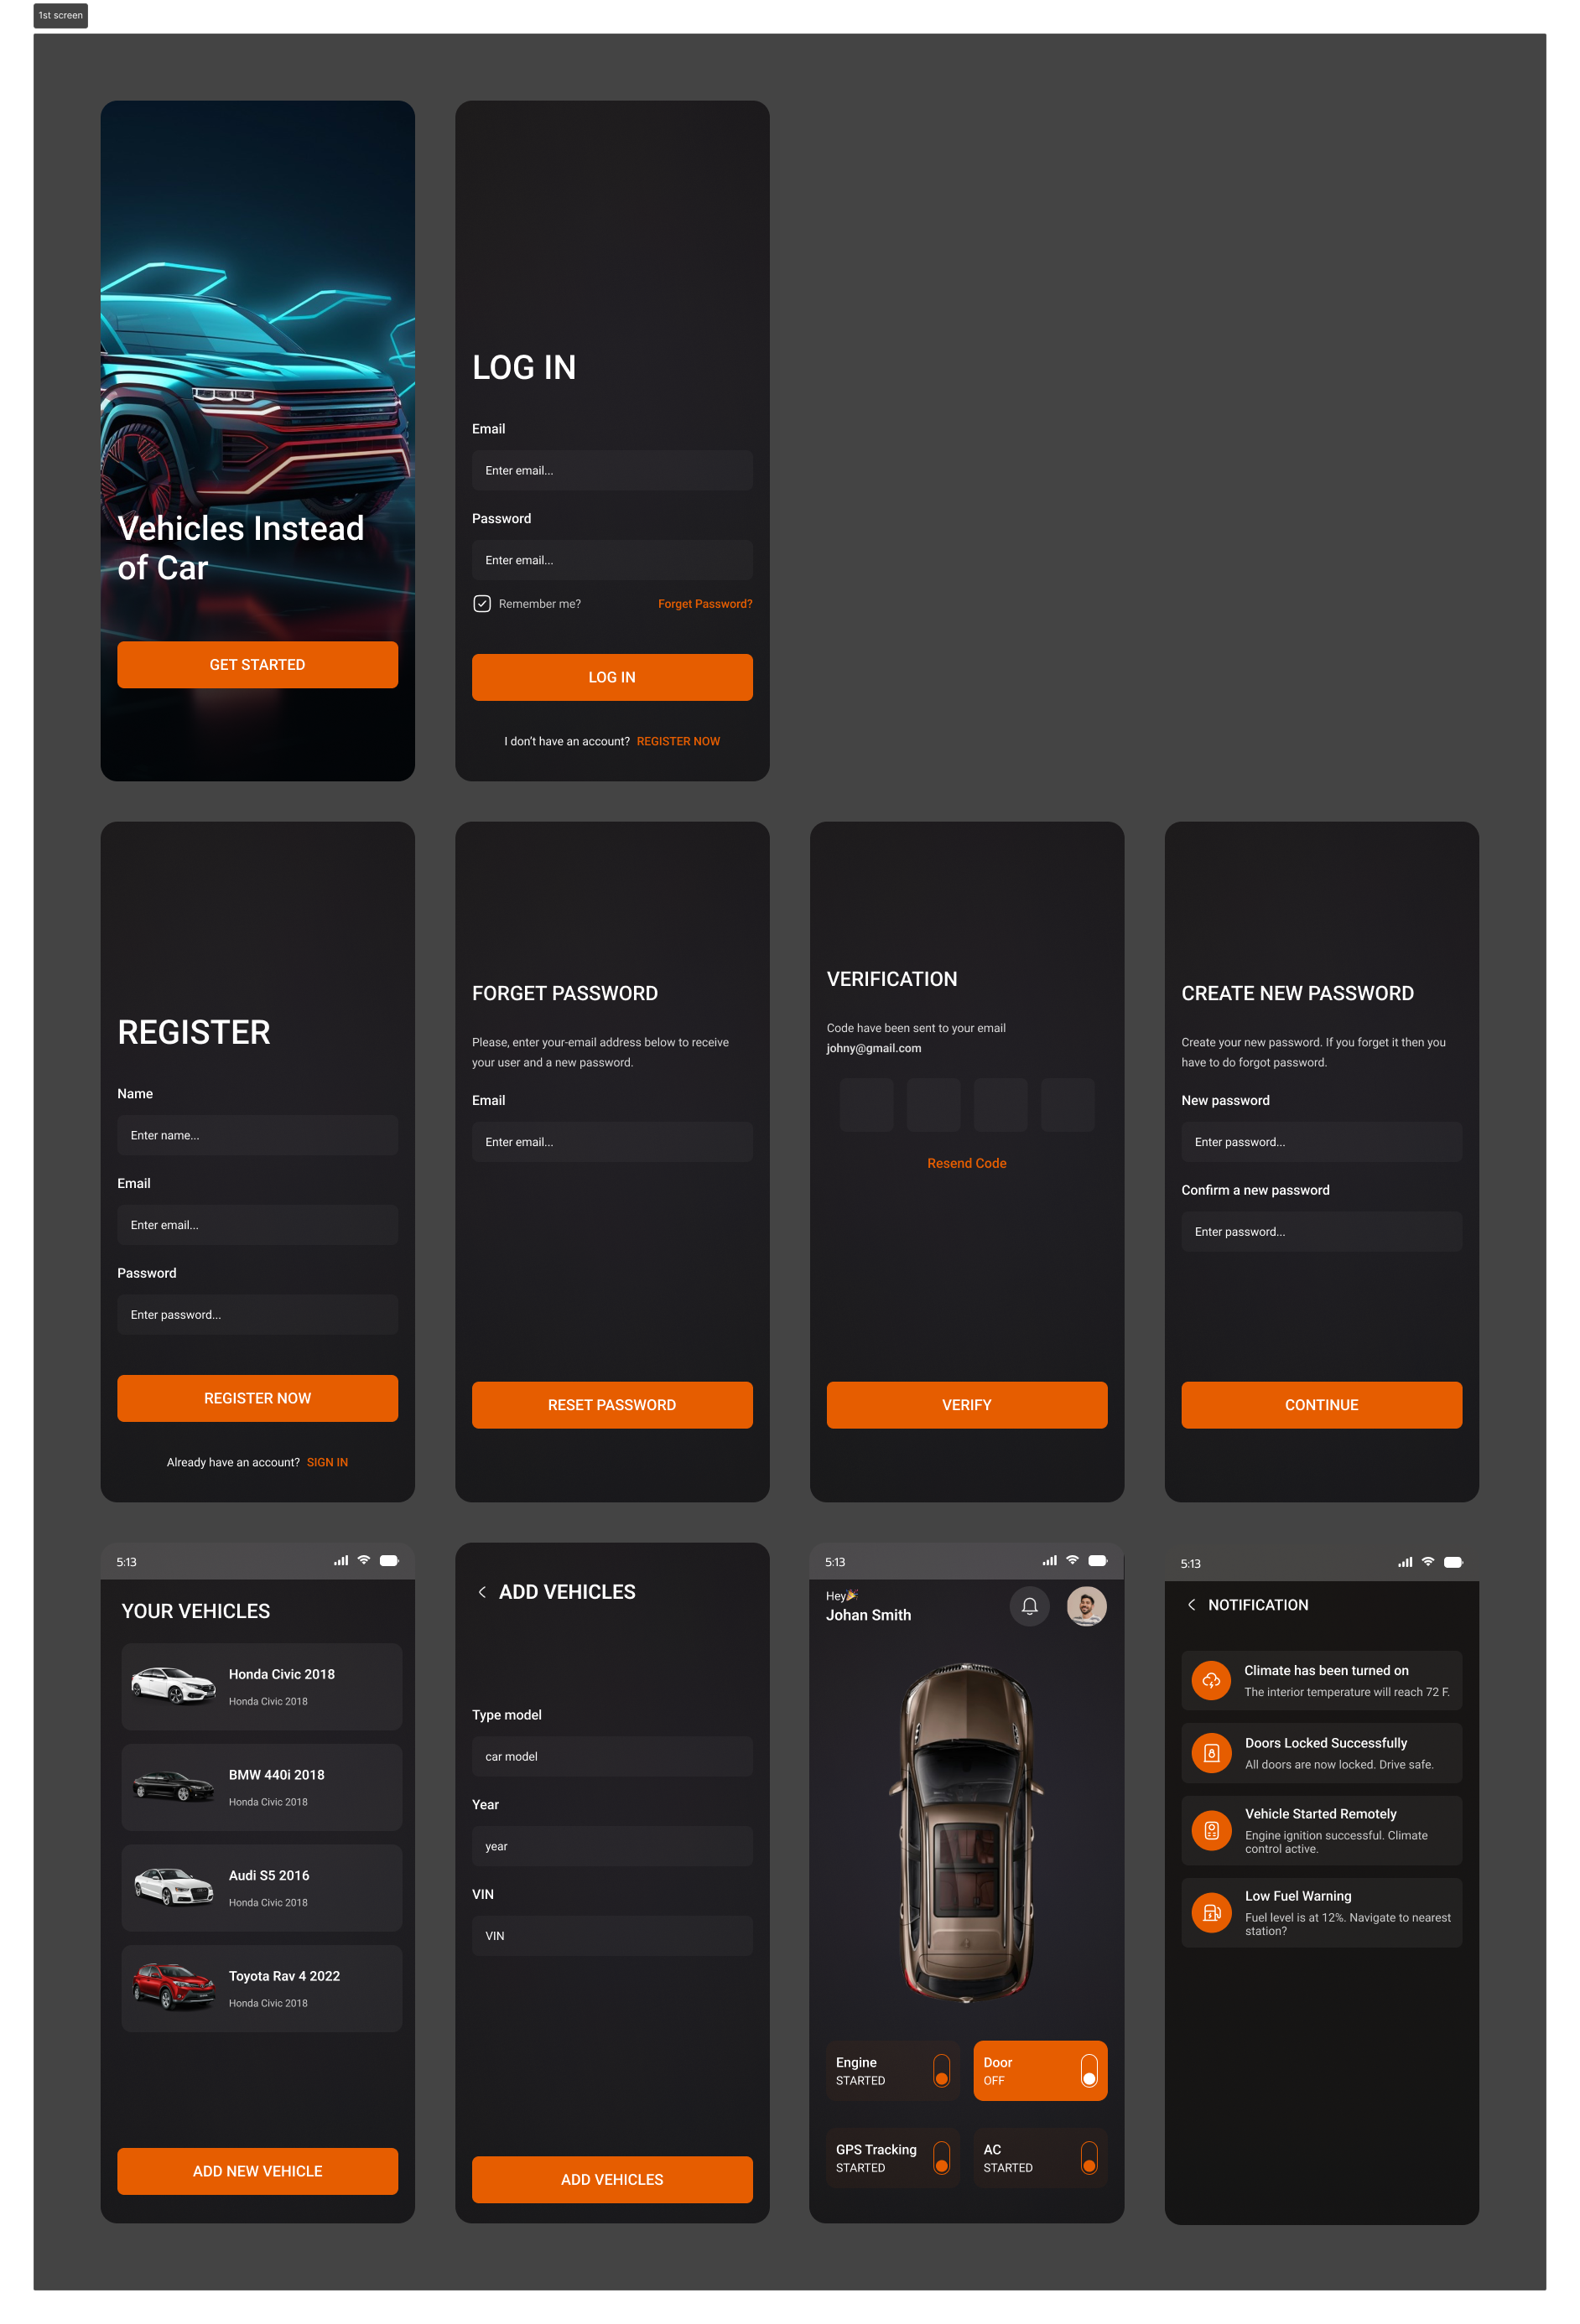 1st screen
Vehicles Instead
of Car
GET STARTED
LOG IN
Email
Enter email...
Password
Enter email...
Remember me?
Forget Password?
LOG IN
I don't have an account? REGISTER NOW
REGISTER
Name
Enter name...
Email
Enter email...
Password
Enter password...
REGISTER NOW
Already have an account? SIGN IN
FORGET PASSWORD
Please, enter your-email address below to receive
your user and a new password.
Email
Enter email...
RESET PASSWORD
VERIFICATION
Code have been sent to your email
johny@gmail.com
Resend Code
VERIFY
CREATE NEW PASSWORD
Create your new password. If you forget it then you
have to do forgot password.
New password
Enter password...
Confirm a new password
Enter password...
CONTINUE
5:13
YOUR VEHICLES
Honda Civic 2018
Honda Civic 2018
BMW 440i 2018
Honda Civic 2018
Audi S5 2016
Honda Civic 2018
Toyota Rav 4 2022
Honda Civic 2018
ADD NEW VEHICLE
ADD VEHICLES
Type model
car model
Year
year
VIN
VIN
ADD VEHICLES
5:13
Hey🎉
Johan Smith
Engine
STARTED
Door
OFF
GPS Tracking
STARTED
AC
STARTED
5:13
NOTIFICATION
Climate has been turned on
The interior temperature will reach 72 F.
Doors Locked Successfully
All doors are now locked. Drive safe.
Vehicle Started Remotely
Engine ignition successful. Climate
control active.
Low Fuel Warning
Fuel level is at 12%. Navigate to nearest
station?